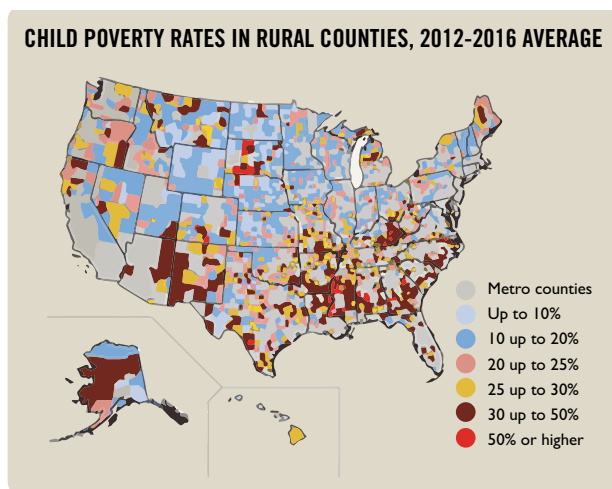 CHILD POVERTY RATES IN RURAL COUNTIES, 2012-2016 AVERAGE
Metro counties
Up to 10%
10 up to 20%
20 up to 25%
25 up to 30%
30 up to 50%
50% or higher